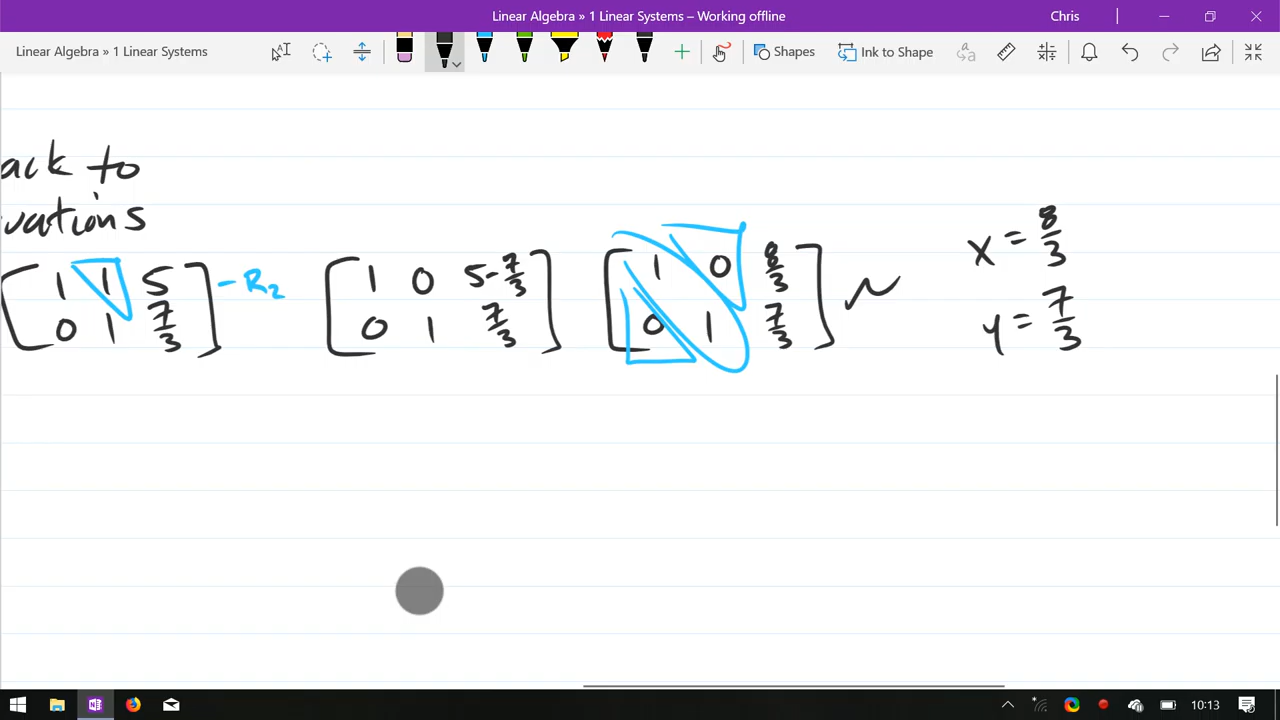 Linear Algebra » 1 Linear Systems – Working offline
Chris
Linear Algebra » 1 Linear Systems
Shapes
Ink to Shape
ack to
uations
[1 1 5] -R₂ [1 0 5-7/3] [1 0 8/3] ~ x = 8/3
[0 1 7/3] [0 1 7/3] [0 1 7/3] y = 7/3
10:13